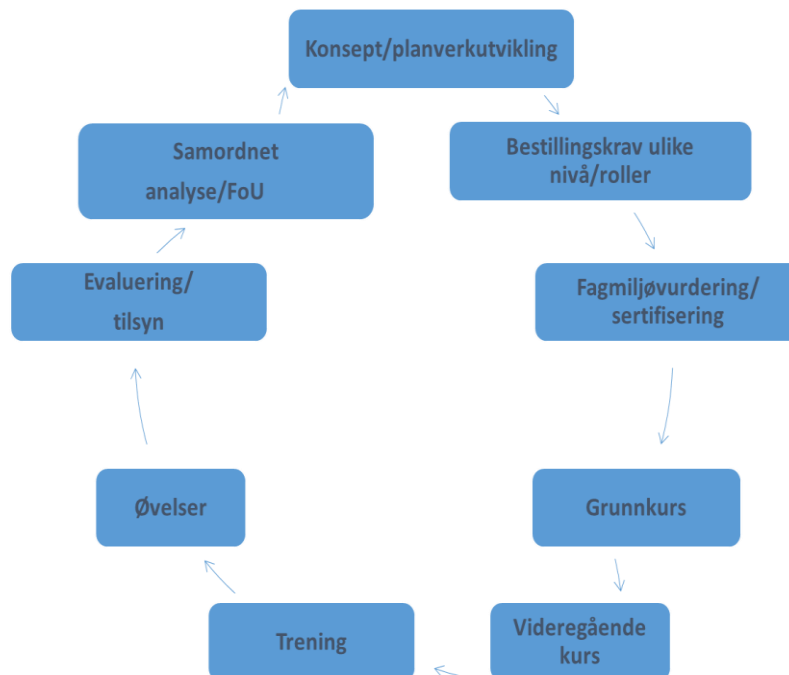 Konsept/planverkutvikling
Bestillingskrav ulike
nivå/roller
Fagmiljøvurdering/
sertifisering
Grunnkurs
Videregående
kurs
Trening
Øvelser
Evaluering/
tilsyn
Samordnet
analyse/FoU